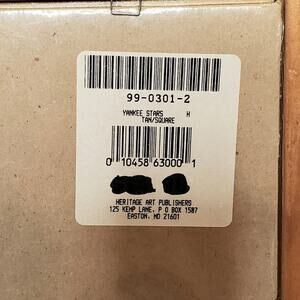 99-0301-2
YANKEE STARS H
TAN/SQUARE
0 10458 63000 1
HERITAGE ART PUBLISHERS
125 KEMP LANE, P O BOX 1587
EASTON, MD 21601